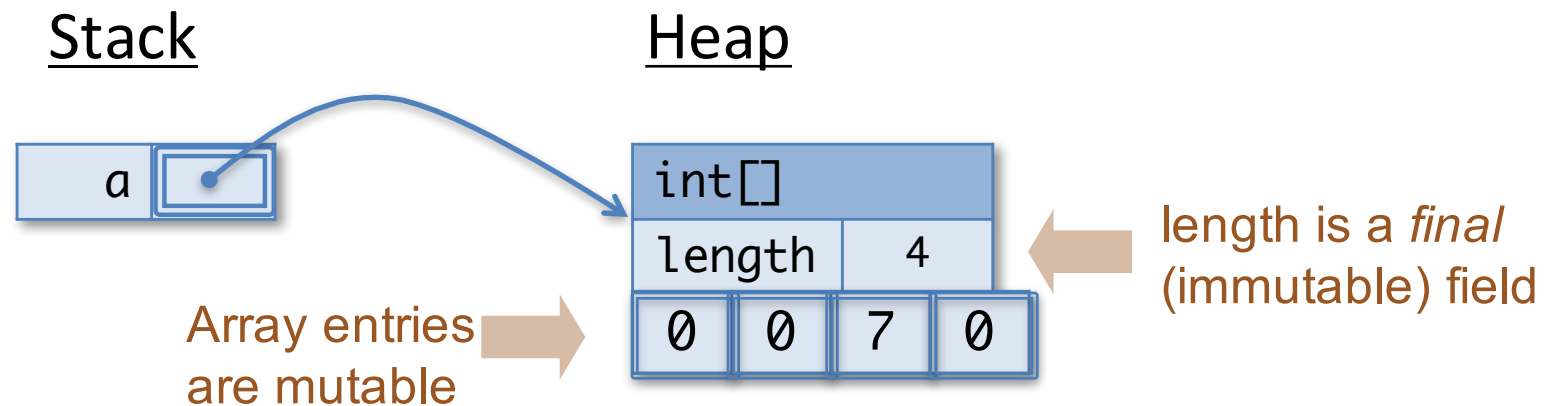 Stack
Heap
a
int[]
length 4
length is a final
(immutable) field
Array entries
are mutable
0 0 7 0